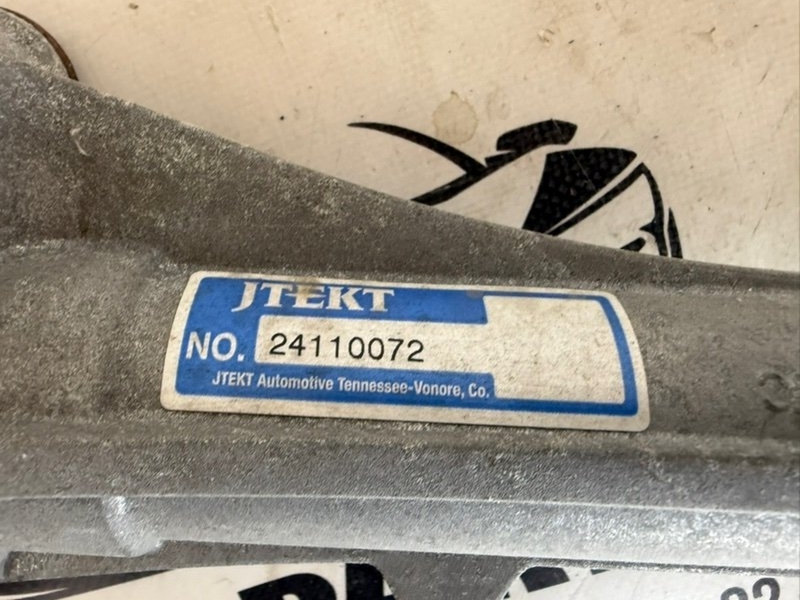 JTEKT
NO. 24110072
JTEKT Automotive Tennessee-Vonore, Co.